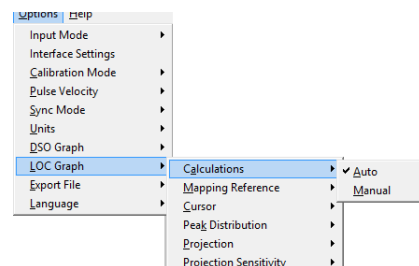 Options Help
Input Mode
Interface Settings
Calibration Mode
Pulse Velocity
Sync Mode
Units
DSO Graph
LOC Graph
Export File
Language
Calculations
Mapping Reference
Cursor
Peak Distribution
Projection
Projection Sensitivity
Auto
Manual